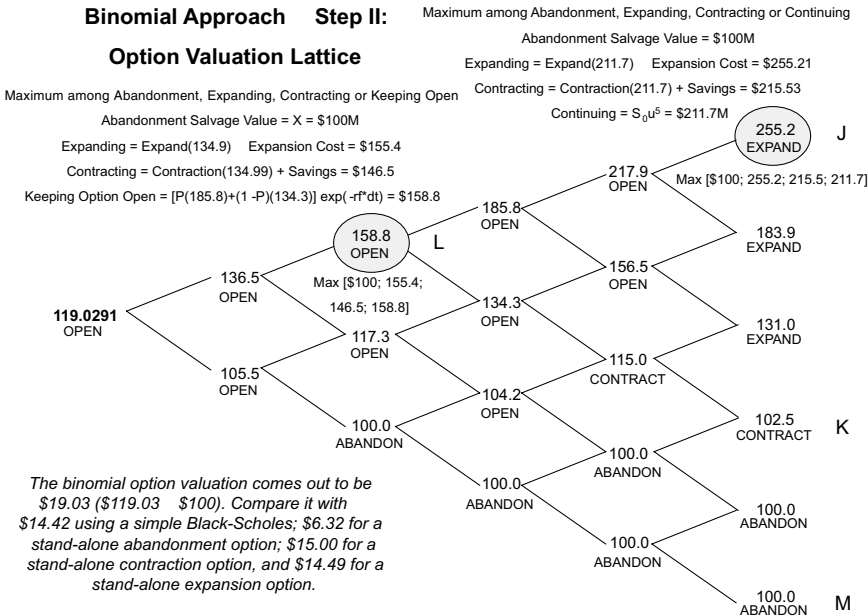 Binomial Approach Step II:
Option Valuation Lattice
Maximum among Abandonment, Expanding, Contracting or Keeping Open
Abandonment Salvage Value = X = $100M
Expanding = Expand(134.9) Expansion Cost = $155.4
Contracting = Contraction(134.99) + Savings = $146.5
Keeping Option Open = [P(185.8)+(1 -P)(134.3)] exp( -rf*dt) = $158.8
Maximum among Abandonment, Expanding, Contracting or Continuing
Abandonment Salvage Value = $100M
Expanding = Expand(211.7) Expansion Cost = $255.21
Contracting = Contraction(211.7) + Savings = $215.53
Continuing = S0u5 = $211.7M
119.0291
OPEN
136.5
OPEN
105.5
OPEN
158.8
OPEN
L
Max [$100; 155.4;
146.5; 158.8]
117.3
OPEN
100.0
ABANDON
185.8
OPEN
134.3
OPEN
104.2
OPEN
100.0
ABANDON
217.9
OPEN
156.5
OPEN
115.0
CONTRACT
100.0
ABANDON
100.0
ABANDON
255.2
EXPAND
J
Max [$100; 255.2; 215.5; 211.7]
183.9
EXPAND
131.0
EXPAND
102.5
CONTRACT
K
100.0
ABANDON
100.0
ABANDON
M
The binomial option valuation comes out to be
$19.03 ($119.03 $100). Compare it with
$14.42 using a simple Black-Scholes; $6.32 for a
stand-alone abandonment option; $15.00 for a
stand-alone contraction option, and $14.49 for a
stand-alone expansion option.